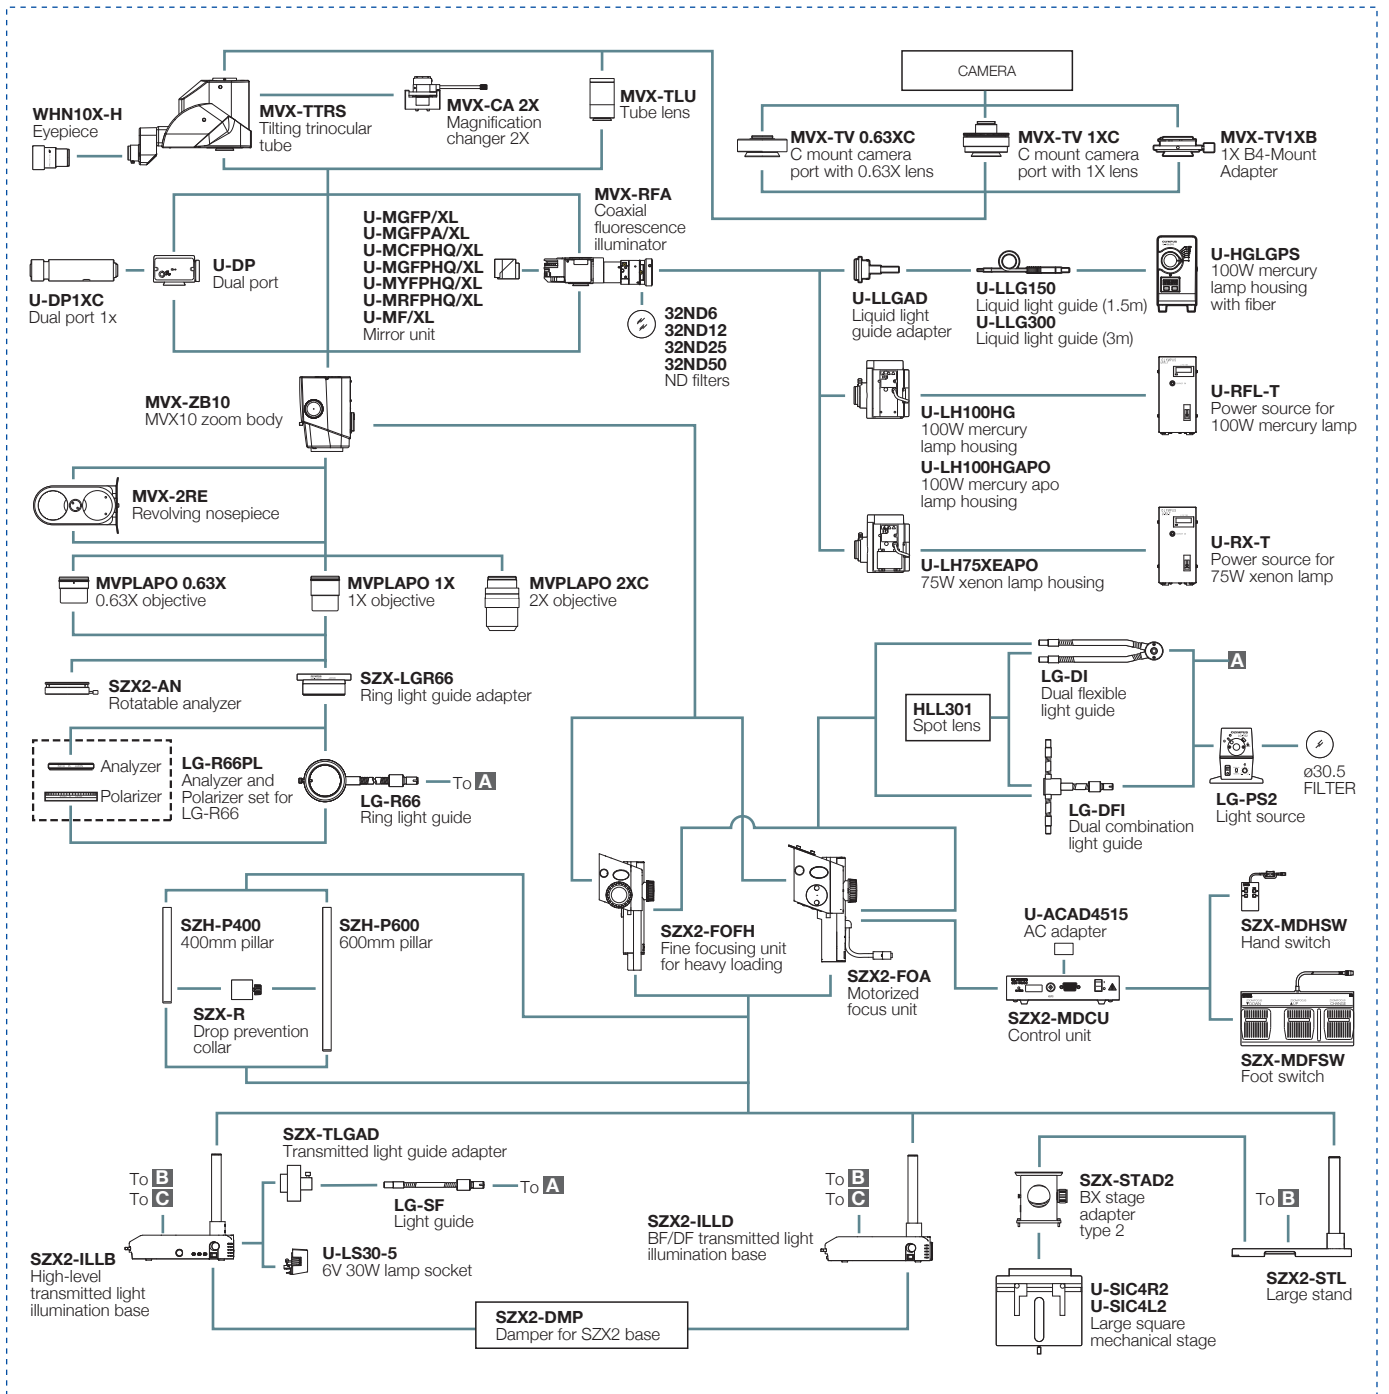 CAMERA
WHN10X-H
Eyepiece
MVX-TTRS
Tilting trinocular
tube
MVX-CA 2X
Magnification
changer 2X
MVX-TLU
Tube lens
MVX-TV 0.63XC
C mount camera
port with 0.63X lens
MVX-TV 1XC
C mount camera
port with 1X lens
MVX-TV1XB
1X B4-Mount
Adapter
U-DP1XC
Dual port 1x
U-DP
Dual port
U-MGFP/XL
U-MGFPA/XL
U-MCFPHQ/XL
U-MGFPHQ/XL
U-MYFPHQ/XL
U-MRFPHQ/XL
U-MF/XL
Mirror unit
MVX-RFA
Coaxial
fluorescence
illuminator
32ND6
32ND12
32ND25
32ND50
ND filters
U-LLGAD
Liquid light
guide adapter
U-LLG150
Liquid light guide (1.5m)
U-LLG300
Liquid light guide (3m)
U-HGLGPS
100W mercury
lamp housing
with fiber
MVX-ZB10
MVX10 zoom body
U-LH100HG
100W mercury
lamp housing
U-LH100HGAPO
100W mercury apo
lamp housing
U-RFL-T
Power source for
100W mercury lamp
MVX-2RE
Revolving nosepiece
U-LH75XEAPO
75W xenon lamp housing
U-RX-T
Power source for
75W xenon lamp
MVPLAPO 0.63X
0.63X objective
MVPLAPO 1X
1X objective
MVPLAPO 2XC
2X objective
SZX2-AN
Rotatable analyzer
SZX-LGR66
Ring light guide adapter
LG-DI
Dual flexible
light guide
A
HLL301
Spot lens
Analyzer
Polarizer
LG-R66PL
Analyzer and
Polarizer set for
LG-R66
LG-R66
Ring light guide
To A
LG-DFI
Dual combination
light guide
LG-PS2
Light source
ø30.5
FILTER
SZH-P400
400mm pillar
SZH-P600
600mm pillar
SZX-R
Drop prevention
collar
SZX2-FOFH
Fine focusing unit
for heavy loading
SZX2-FOA
Motorized
focus unit
U-ACAD4515
AC adapter
SZX2-MDCU
Control unit
SZX-MDHSW
Hand switch
SZX-MDFSW
Foot switch
SZX-TLGAD
Transmitted light guide adapter
To B
To C
LG-SF
Light guide
To A
SZX2-ILLB
High-level
transmitted light
illumination base
U-LS30-5
6V 30W lamp socket
To B
To C
SZX2-ILLD
BF/DF transmitted light
illumination base
SZX-STAD2
BX stage
adapter
type 2
To B
SZX2-STL
Large stand
U-SIC4R2
U-SIC4L2
Large square
mechanical stage
SZX2-DMP
Damper for SZX2 base